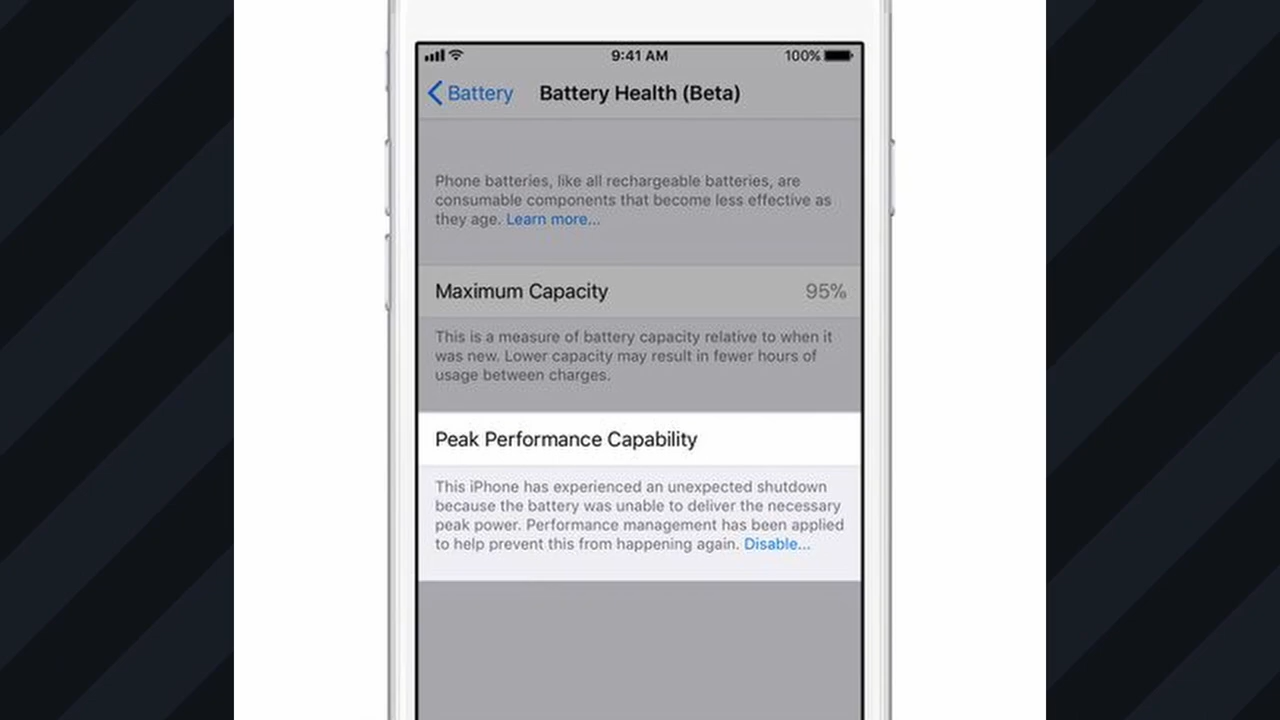 9:41 AM
100%
Battery
Battery Health (Beta)
Phone batteries, like all rechargeable batteries, are
consumable components that become less effective as
they age. Learn more...
Maximum Capacity 95%
This is a measure of battery capacity relative to when it
was new. Lower capacity may result in fewer hours of
usage between charges.
Peak Performance Capability
This iPhone has experienced an unexpected shutdown
because the battery was unable to deliver the necessary
peak power. Performance management has been applied
to help prevent this from happening again. Disable...